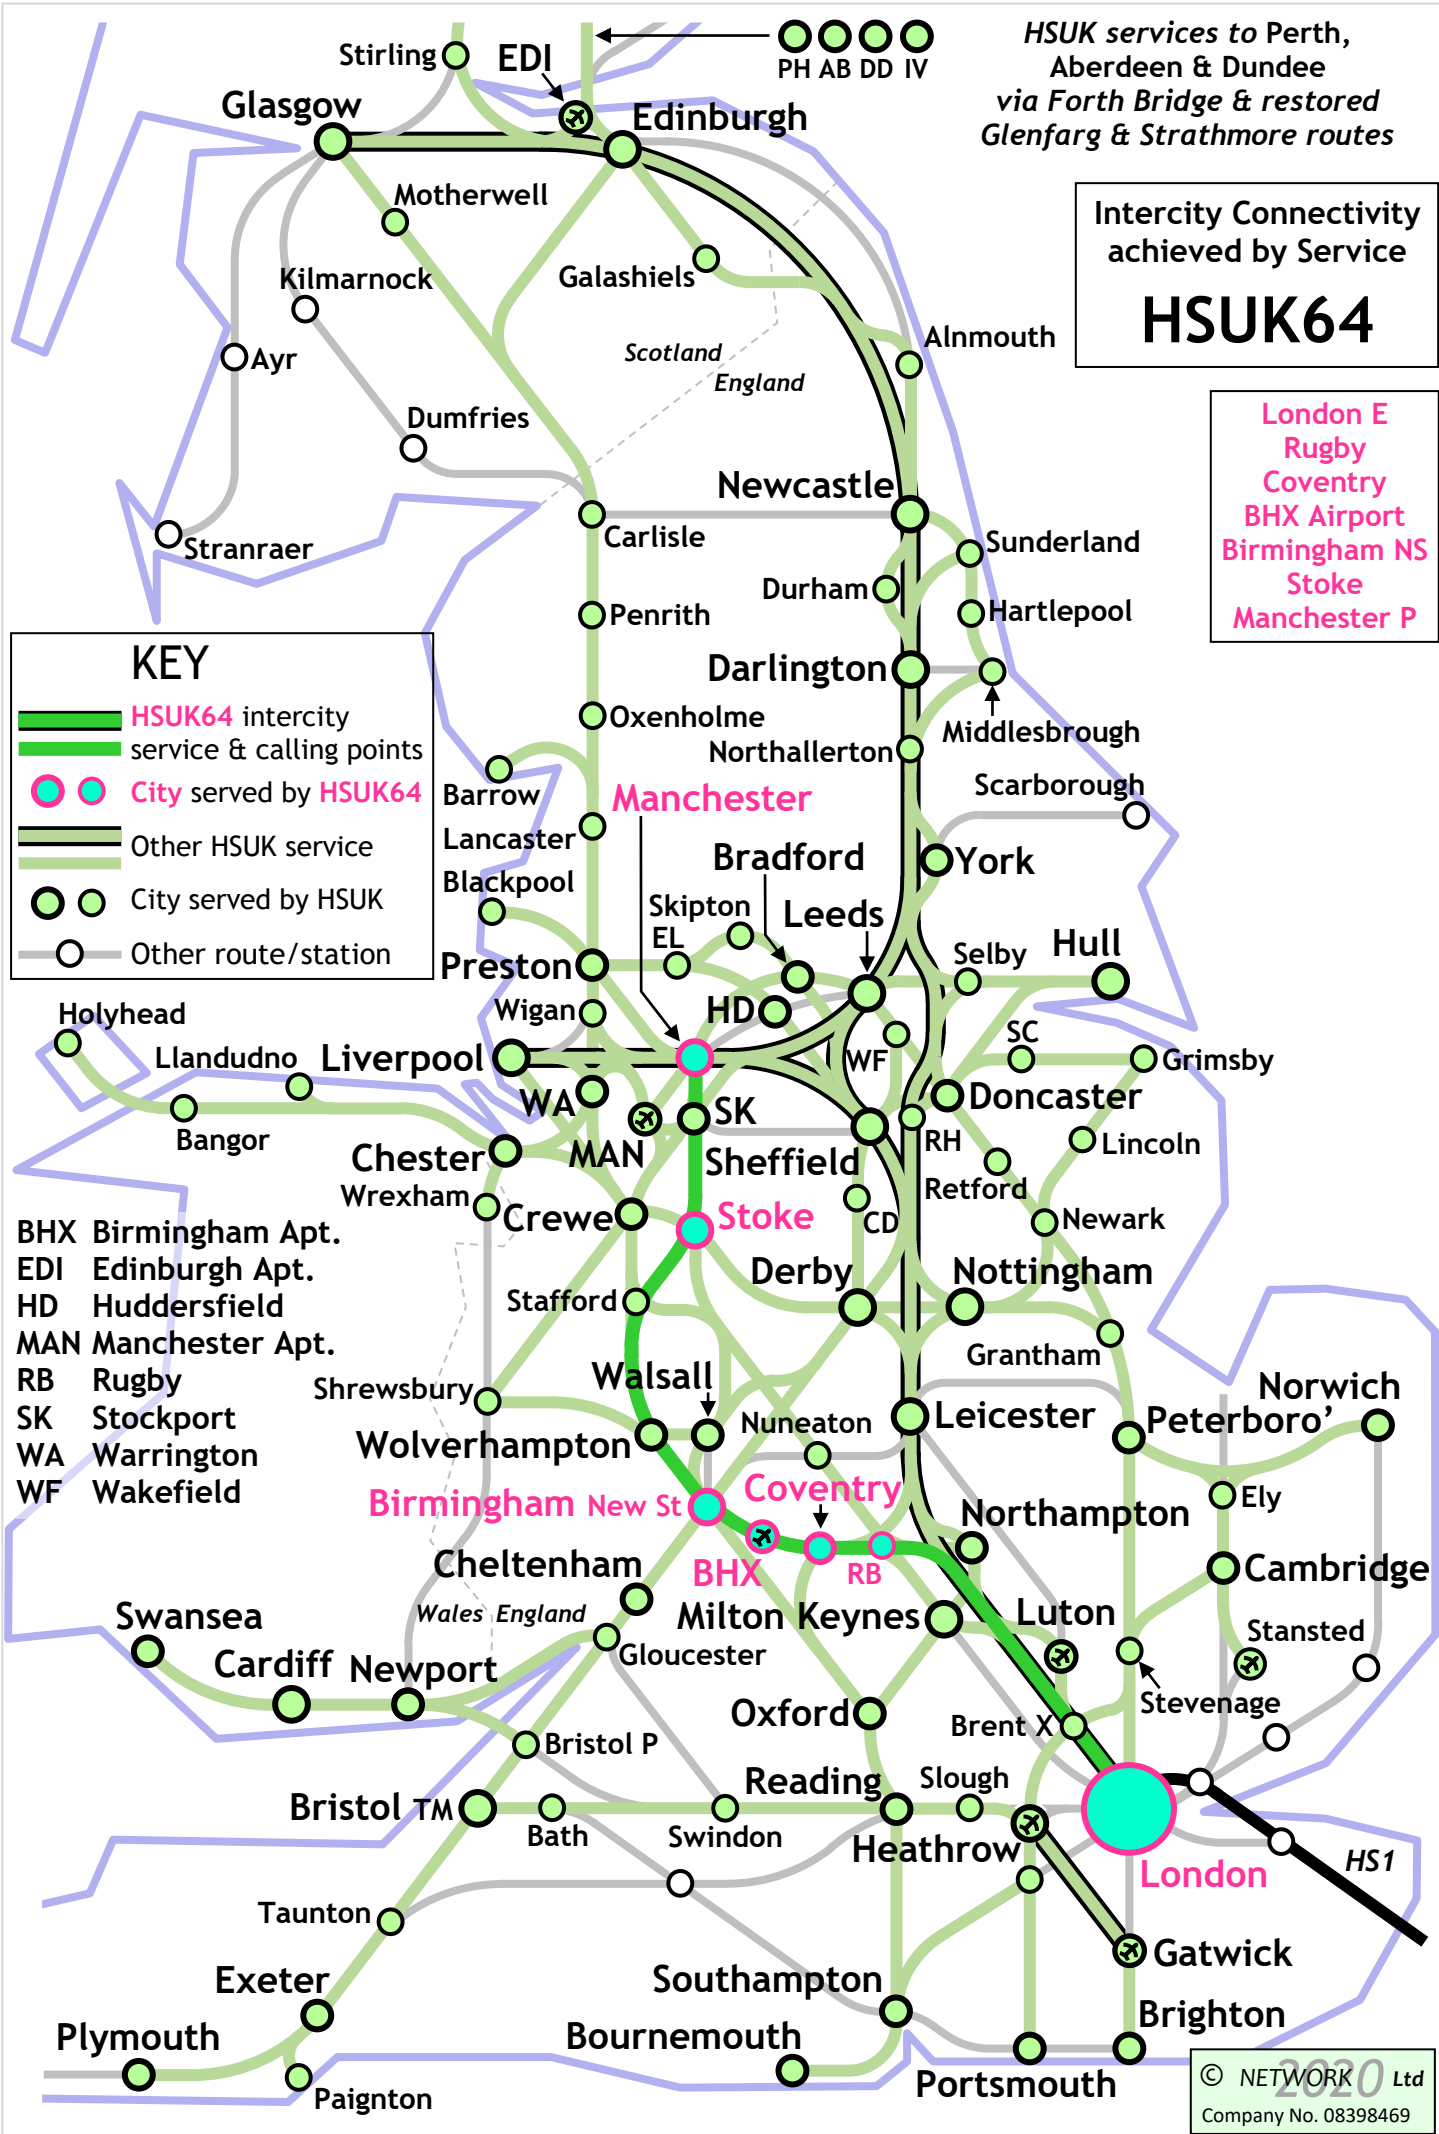 HSUK services to Perth,
Aberdeen & Dundee
via Forth Bridge & restored
Glenfarg & Strathmore routes
PH AB DD IV
Stirling
EDI
Glasgow
Edinburgh
Intercity Connectivity
achieved by Service
HSUK64
Motherwell
Galashiels
Kilmarnock
Alnmouth
Ayr
Scotland
England
London E
Rugby
Coventry
BHX Airport
Birmingham NS
Stoke
Manchester P
Dumfries
Newcastle
Carlisle
Stranraer
Sunderland
Durham
Hartlepool
Penrith
Darlington
Middlesbrough
Oxenholme
Northallerton
KEY
HSUK64 intercity
service & calling points
City served by HSUK64
Other HSUK service
City served by HSUK
Other route/station
Barrow
Manchester
Scarborough
Lancaster
Bradford
York
Blackpool
Skipton
EL
Leeds
Selby
Hull
Preston
Wigan
HD
Holyhead
Llandudno
Liverpool
WF
SC
Grimsby
Bangor
WA
MAN
SK
Doncaster
RH
Lincoln
Chester
Sheffield
Wrexham
Retford
Crewe
Stoke
CD
Newark
BHX Birmingham Apt.
EDI Edinburgh Apt.
HD Huddersfield
MAN Manchester Apt.
RB Rugby
SK Stockport
WA Warrington
WF Wakefield
Derby
Nottingham
Stafford
Grantham
Shrewsbury
Walsall
Norwich
Nuneaton
Leicester
Peterboro’
Wolverhampton
Coventry
Ely
Birmingham New St
Northampton
BHX
RB
Cheltenham
Cambridge
Wales England
Milton Keynes
Luton
Stansted
Swansea
Gloucester
Cardiff
Newport
Stevenage
Oxford
Brent X
Bristol P
Reading
Slough
Bristol TM
Bath
Swindon
Heathrow
London
HS1
Taunton
Gatwick
Exeter
Southampton
Brighton
Plymouth
Bournemouth
Paignton
Portsmouth
© NETWORK 2020 Ltd
Company No. 08398469